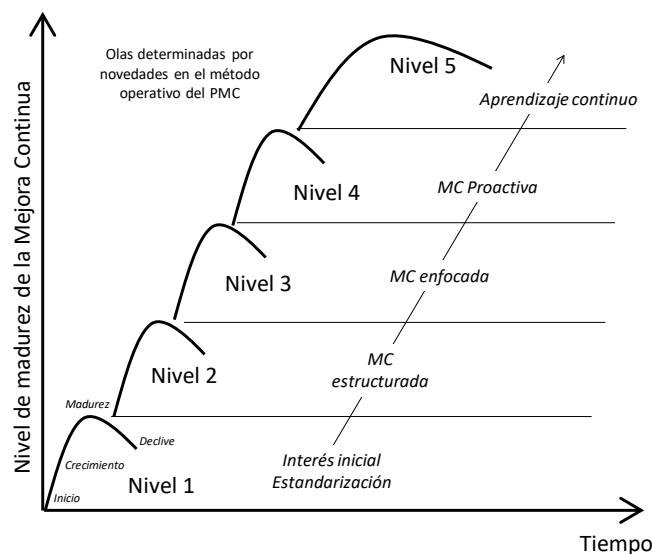 Olas determinadas por
novedades en el método
operativo del PMC
Nivel 5
Aprendizaje continuo
Nivel 4
MC Proactiva
Nivel 3
MC enfocada
Nivel 2
MC
estructurada
Madurez
Declive
Crecimiento
Inicio
Nivel 1
Interés inicial
Estandarización
Nivel de madurez de la Mejora Continua
Tiempo